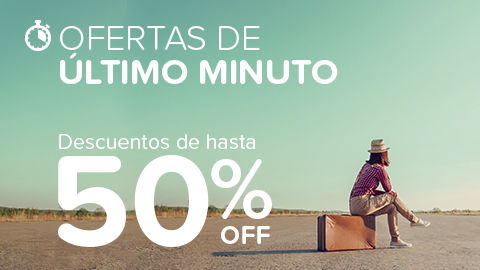 OFERTAS DE
ÚLTIMO MINUTO
Descuentos de hasta
50%
OFF